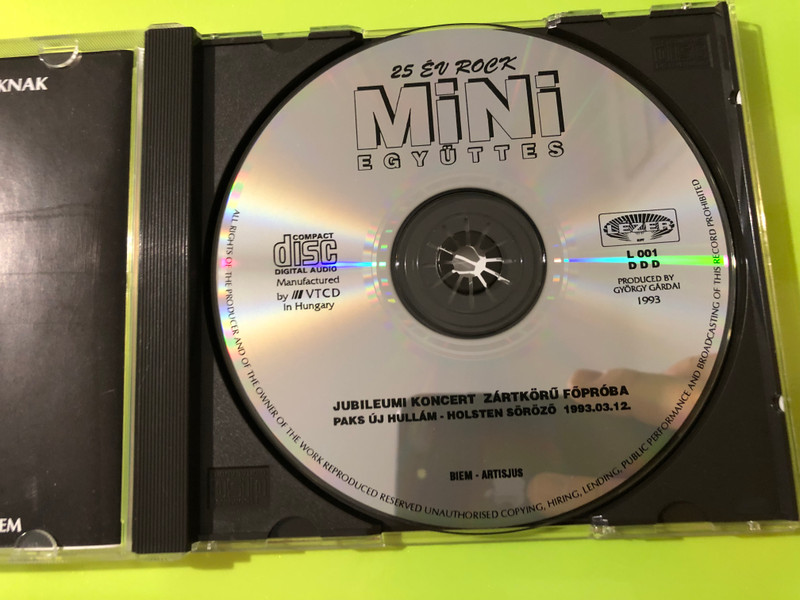 KNAK
EM
25 ÉV ROCK
MiNi
EGYÜTTES
COMPACT
disc
DIGITAL AUDIO
Manufactured
by VTCD
in Hungary
LÉZER
L 001
D D D
PRODUCED BY
GYÖRGY GÁRDAI
1993
JUBILEUMI KONCERT ZÁRTKÖRŰ FŐPRÓBA
PAKS ÚJ HULLÁM - HOLSTEN SÖRÖZŐ 1993.03.12.
BIEM - ARTISJUS
ALL RIGHTS OF THE PRODUCER AND OF THE OWNER OF THE WORK REPRODUCED RESERVED UNAUTHORISED COPYING, HIRING, LENDING, PUBLIC PERFORMANCE AND BROADCASTING OF THIS RECORD PROHIBITED